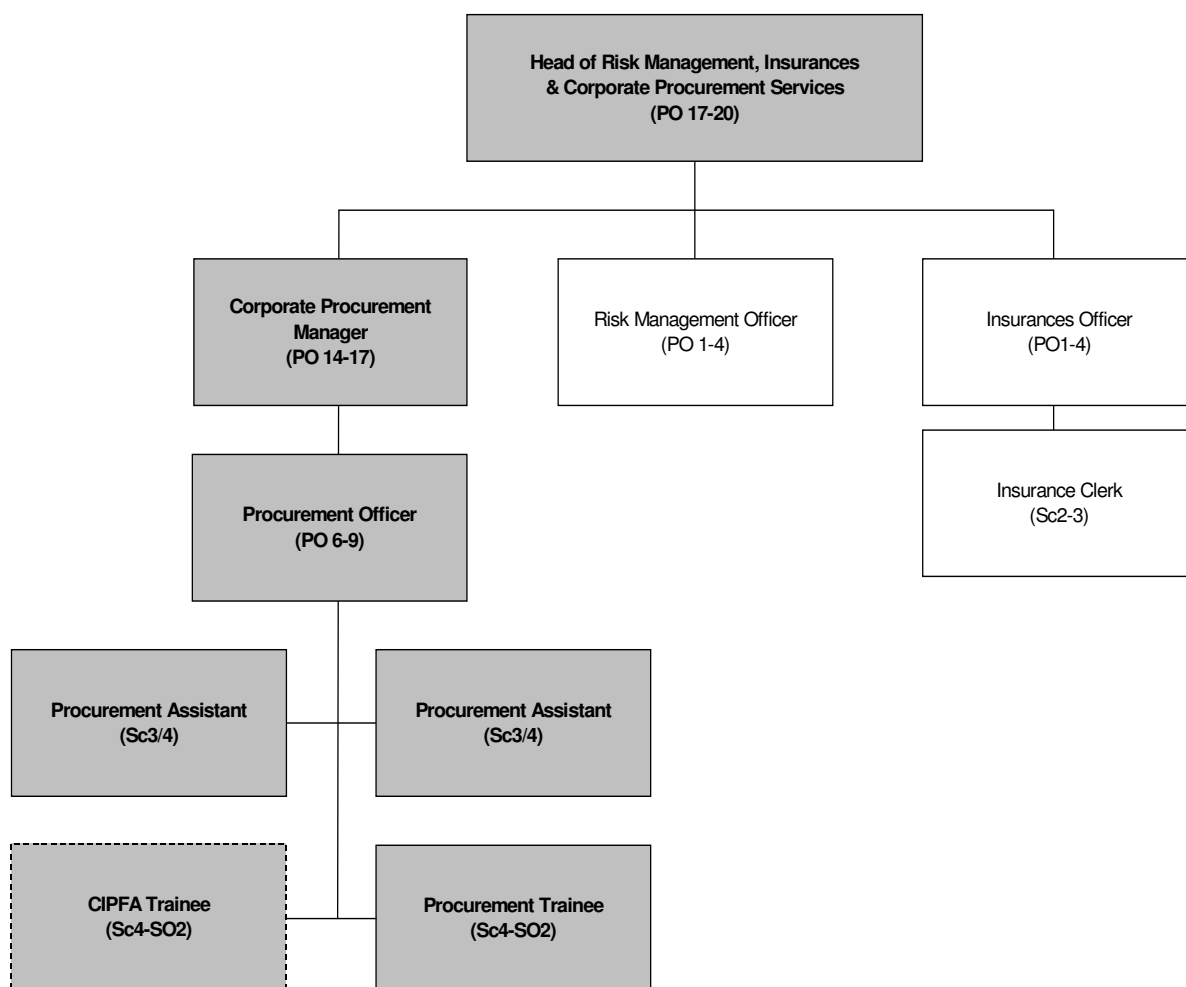 Head of Risk Management, Insurances
& Corporate Procurement Services
(PO 17-20)
Corporate Procurement
Manager
(PO 14-17)
Risk Management Officer
(PO 1-4)
Insurances Officer
(PO1-4)
Procurement Officer
(PO 6-9)
Insurance Clerk
(Sc2-3)
Procurement Assistant
(Sc3/4)
Procurement Assistant
(Sc3/4)
CIPFA Trainee
(Sc4-SO2)
Procurement Trainee
(Sc4-SO2)